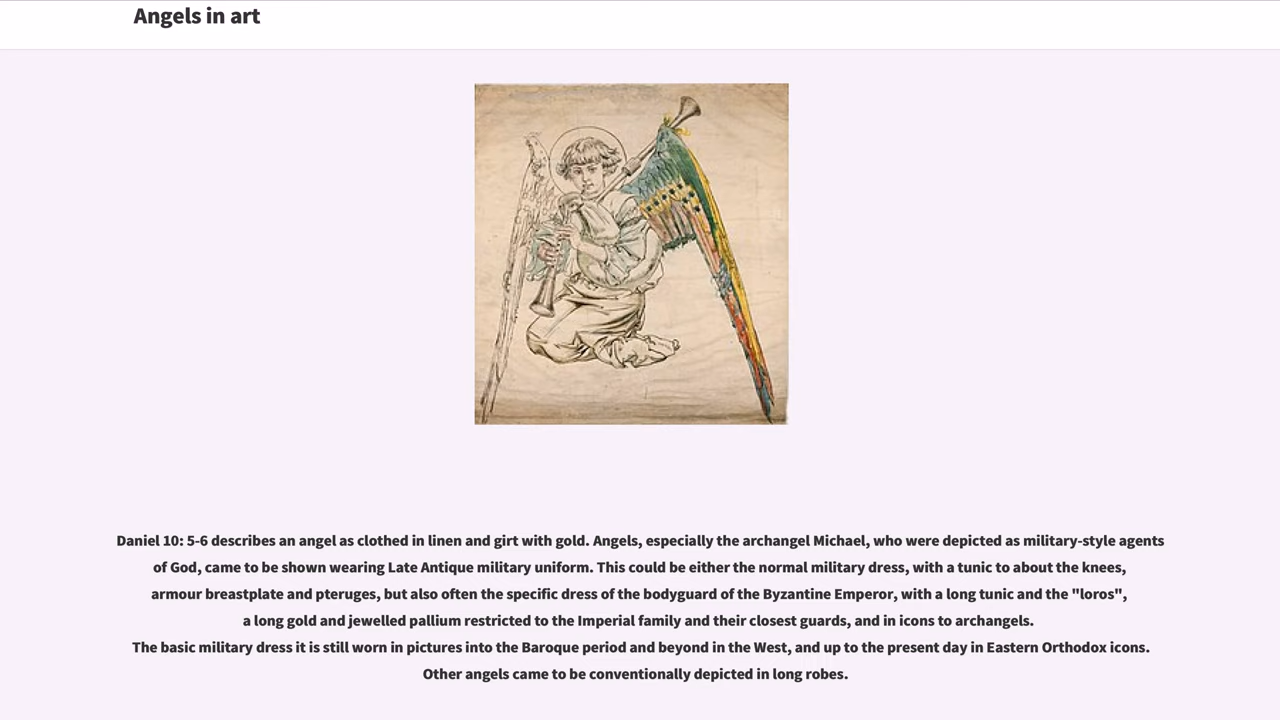 Angels in art
Daniel 10: 5-6 describes an angel as clothed in linen and girt with gold. Angels, especially the archangel Michael, who were depicted as military-style agents
of God, came to be shown wearing Late Antique military uniform. This could be either the normal military dress, with a tunic to about the knees,
armour breastplate and pteruges, but also often the specific dress of the bodyguard of the Byzantine Emperor, with a long tunic and the "loros",
a long gold and jewelled pallium restricted to the Imperial family and their closest guards, and in icons to archangels.
The basic military dress it is still worn in pictures into the Baroque period and beyond in the West, and up to the present day in Eastern Orthodox icons.
Other angels came to be conventionally depicted in long robes.